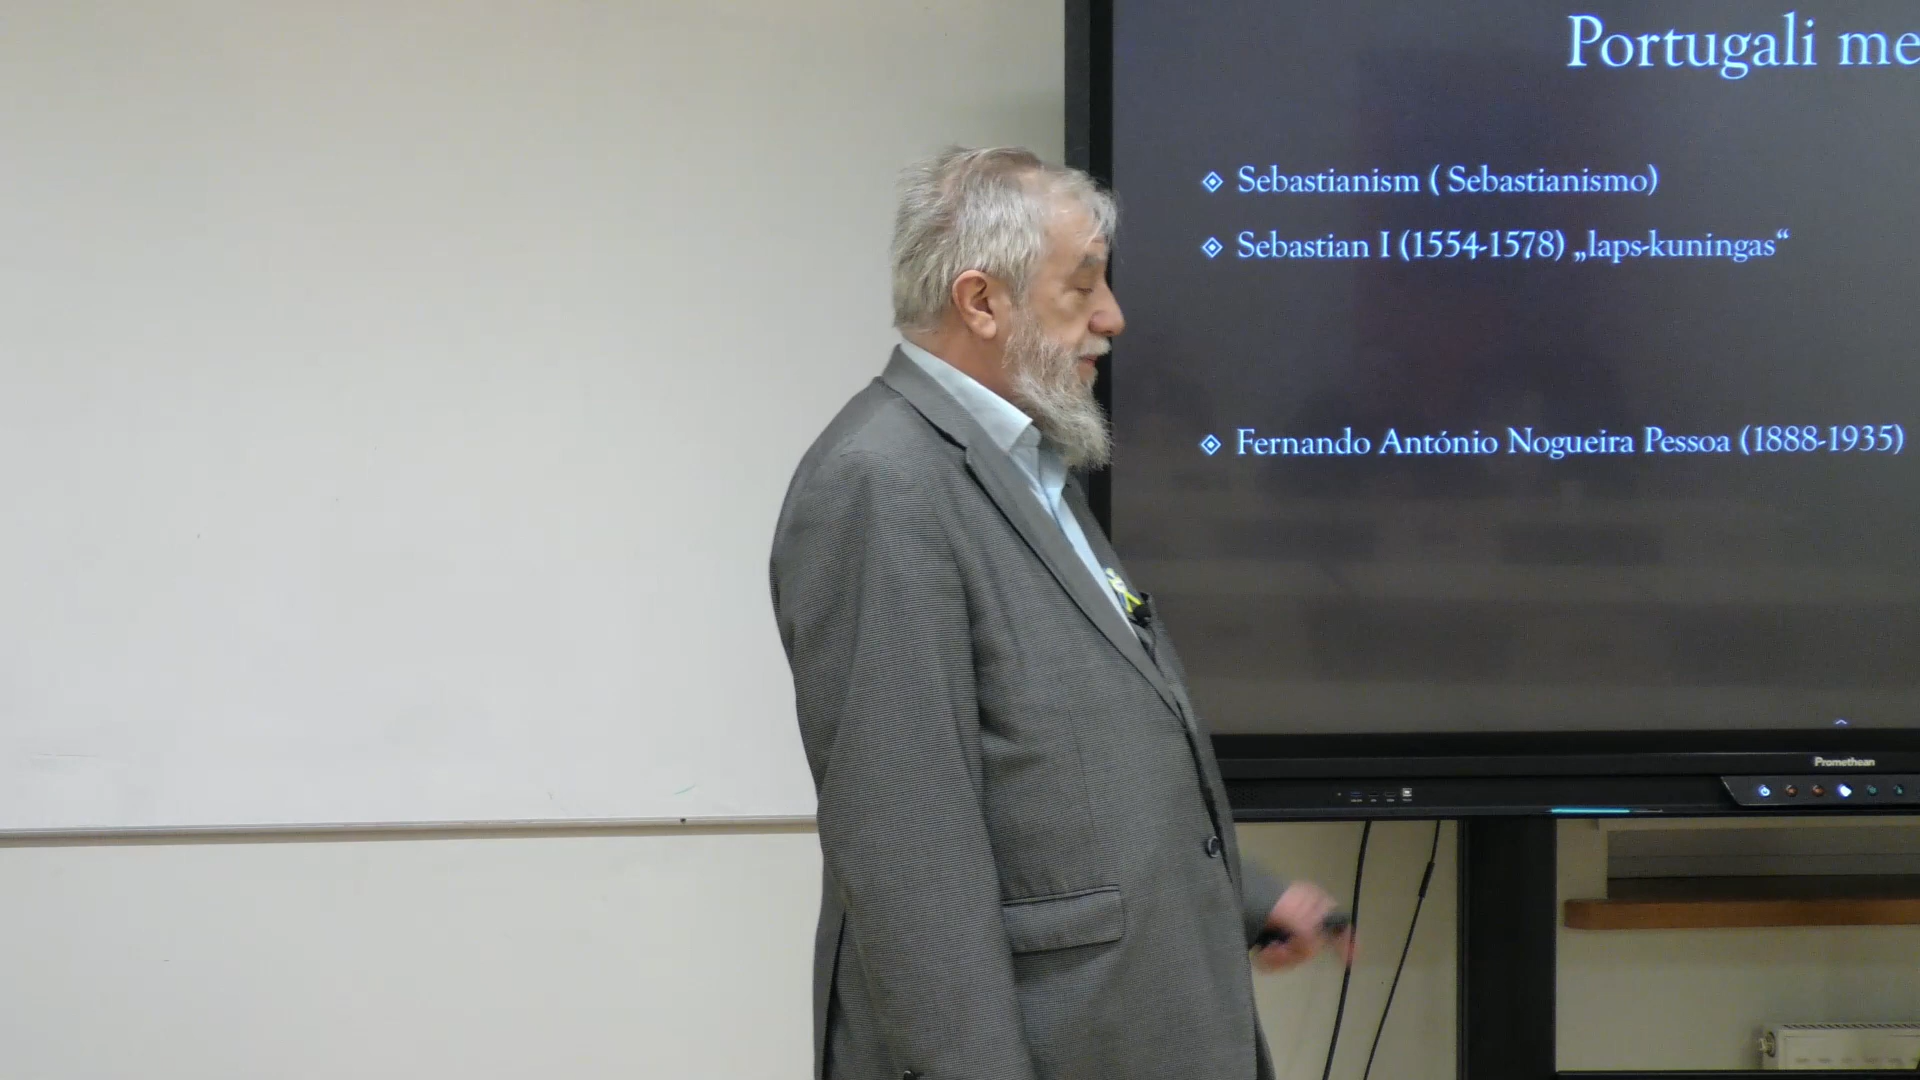 Portugali me
Sebastianism ( Sebastianismo)
Sebastian I (1554-1578) „laps-kuningas“
Fernando António Nogueira Pessoa (1888-1935)
Promethean